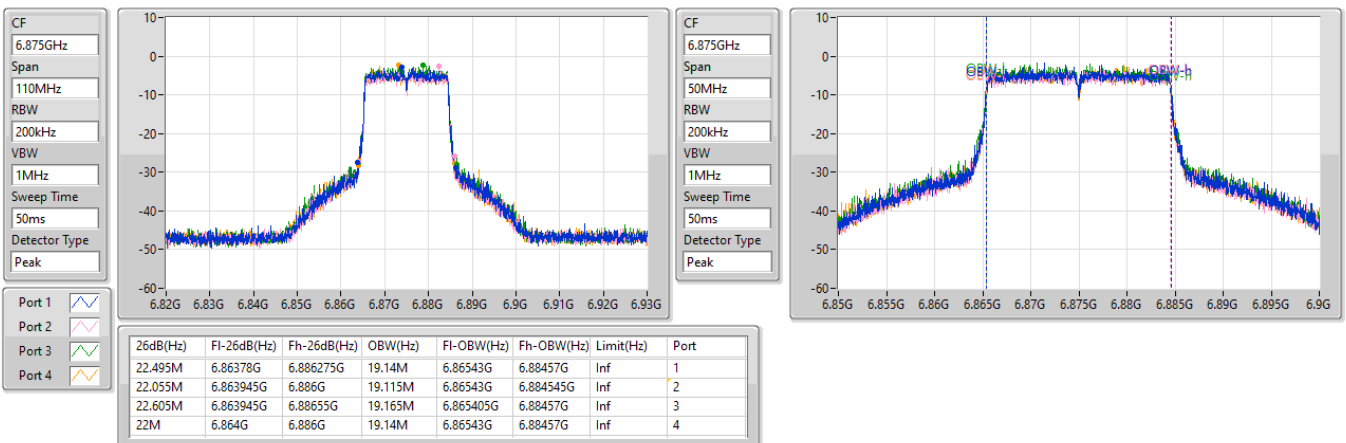 CF
6.875GHz
Span
110MHz
RBW
200kHz
VBW
1MHz
Sweep Time
50ms
Detector Type
Peak
10
0
-10
-20
-30
-40
-50
-60
6.82G 6.83G 6.84G 6.85G 6.86G 6.87G 6.88G 6.89G 6.9G 6.91G 6.92G 6.93G
CF
6.875GHz
Span
50MHz
RBW
200kHz
VBW
1MHz
Sweep Time
50ms
Detector Type
Peak
10
0
-10
-20
-30
-40
-50
-60
OBW-h
6.85G 6.855G 6.86G 6.865G 6.87G 6.875G 6.88G 6.885G 6.89G 6.895G 6.9G
Port 1
Port 2
Port 3
Port 4
26dB(Hz) Fl-26dB(Hz) Fh-26dB(Hz) OBW(Hz) Fl-OBW(Hz) Fh-OBW(Hz) Limit(Hz) Port
22.495M 6.86378G 6.886275G 19.14M 6.86543G 6.88457G Inf 1
22.055M 6.863945G 6.886G 19.115M 6.86543G 6.884545G Inf 2
22.605M 6.863945G 6.88655G 19.165M 6.865405G 6.88457G Inf 3
22M 6.864G 6.886G 19.14M 6.86543G 6.88457G Inf 4